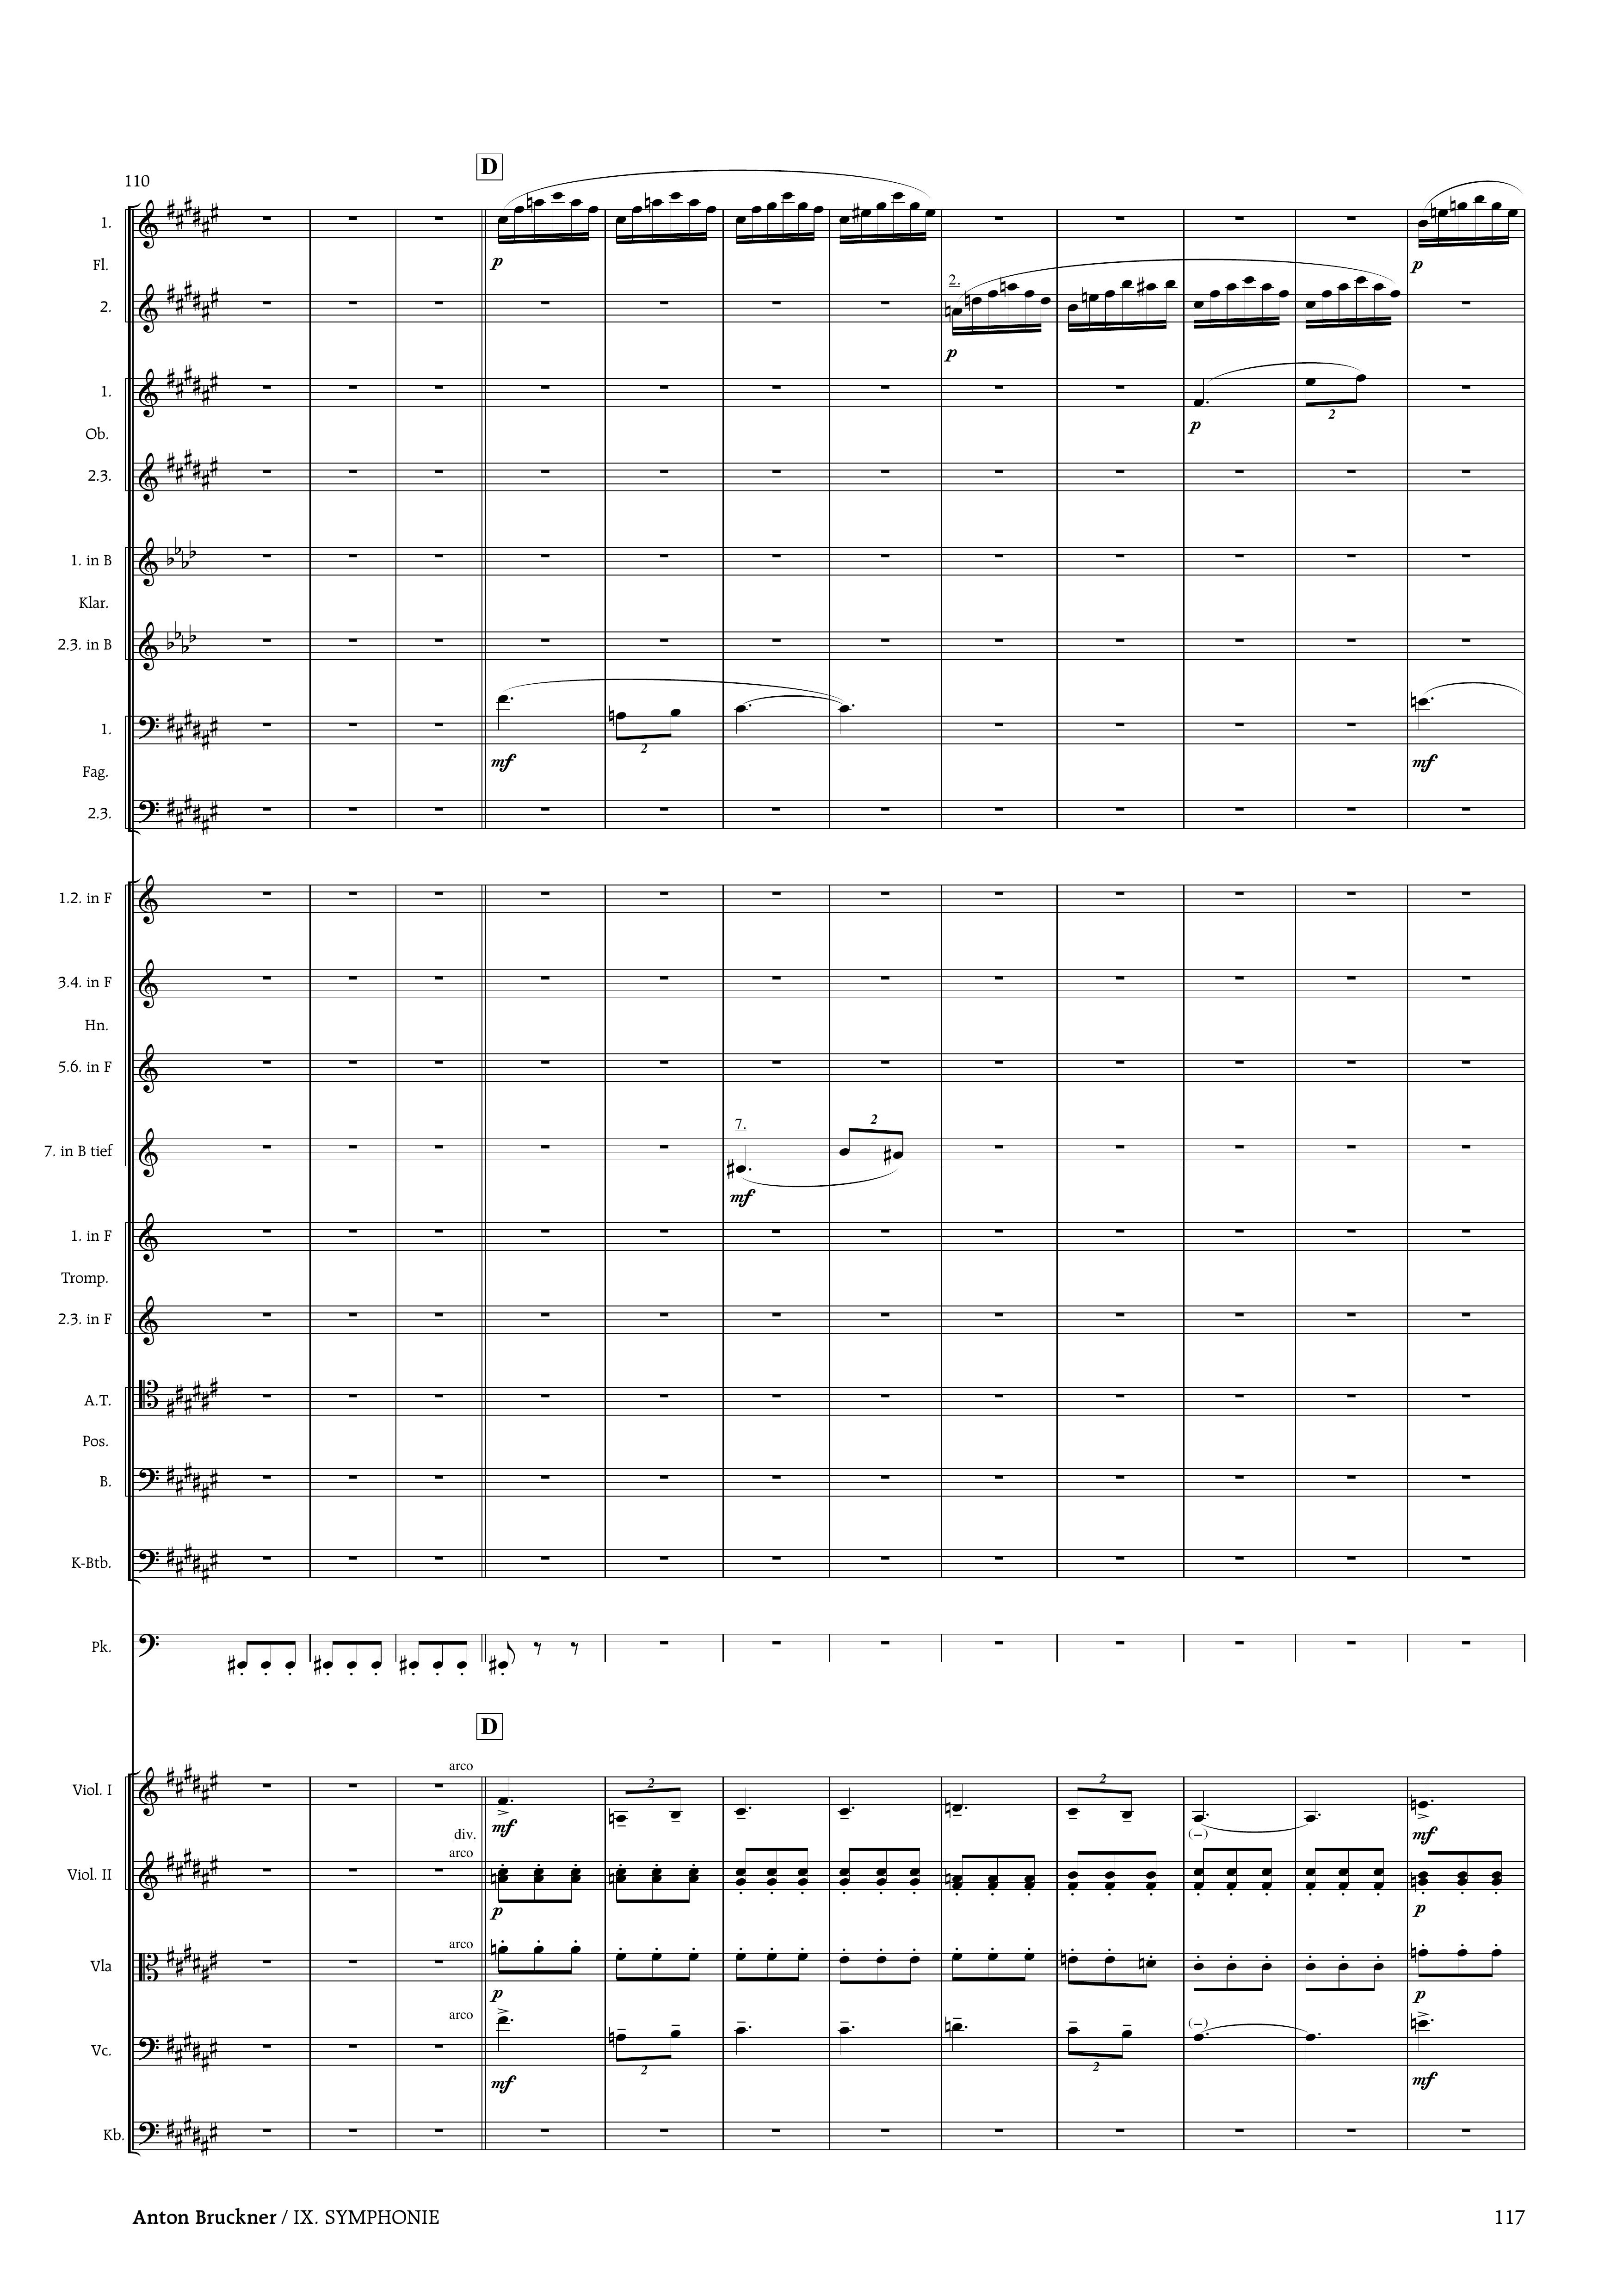 D
110
1.
p
p
Fl.
2.
2.
p
1.
p
2
Ob.
2.3.
1. in B
Klar.
2.3. in B
1.
mf
2
mf
Fag.
2.3.
1.2. in F
3.4. in F
Hn.
5.6. in F
7.
2
7. in B tief
mf
1. in F
Tromp.
2.3. in F
A.T.
Pos.
B.
K-Btb.
Pk.
D
arco
2
2
Viol. I
mf
mf
div.
(–)
arco
Viol. II
p
p
arco
Vla
p
p
arco
(–)
Vc.
2
2
mf
mf
Kb.
Anton Bruckner / IX. SYMPHONIE 117